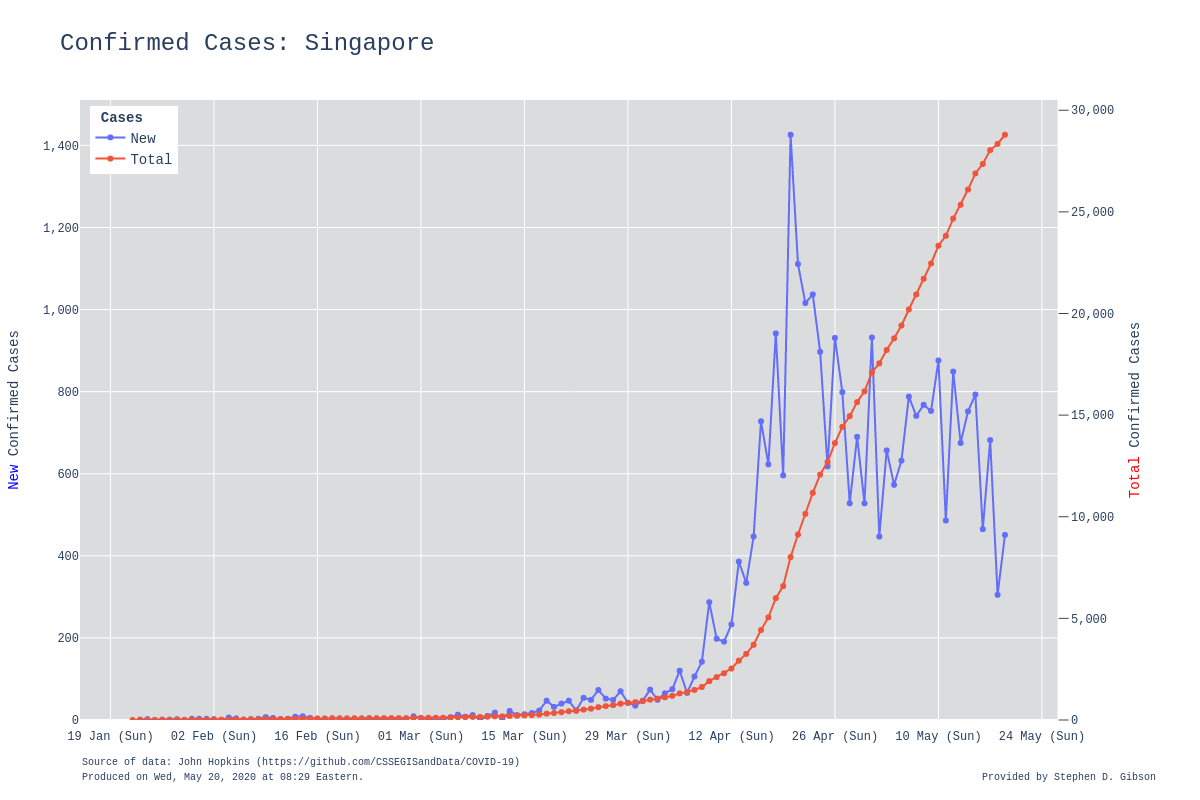 Confirmed Cases: Singapore
Cases
New
Total
1,400
1,200
1,000
800
600
400
200
0
30,000
25,000
20,000
15,000
10,000
5,000
0
New Confirmed Cases
Total Confirmed Cases
19 Jan (Sun)
02 Feb (Sun)
16 Feb (Sun)
01 Mar (Sun)
15 Mar (Sun)
29 Mar (Sun)
12 Apr (Sun)
26 Apr (Sun)
10 May (Sun)
24 May (Sun)
Source of data: John Hopkins (https://github.com/CSSEGISandData/COVID-19)
Produced on Wed, May 20, 2020 at 08:29 Eastern.
Provided by Stephen D. Gibson